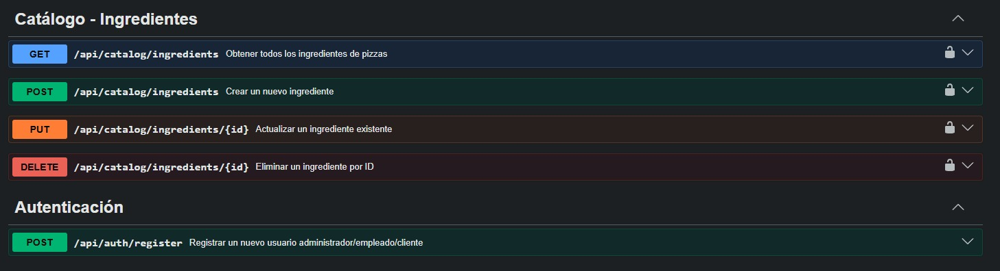 Catálogo - Ingredientes
GET /api/catalog/ingredients Obtener todos los ingredientes de pizzas
POST /api/catalog/ingredients Crear un nuevo ingrediente
PUT /api/catalog/ingredients/{id} Actualizar un ingrediente existente
DELETE /api/catalog/ingredients/{id} Eliminar un ingrediente por ID
Autenticación
POST /api/auth/register Registrar un nuevo usuario administrador/empleado/cliente